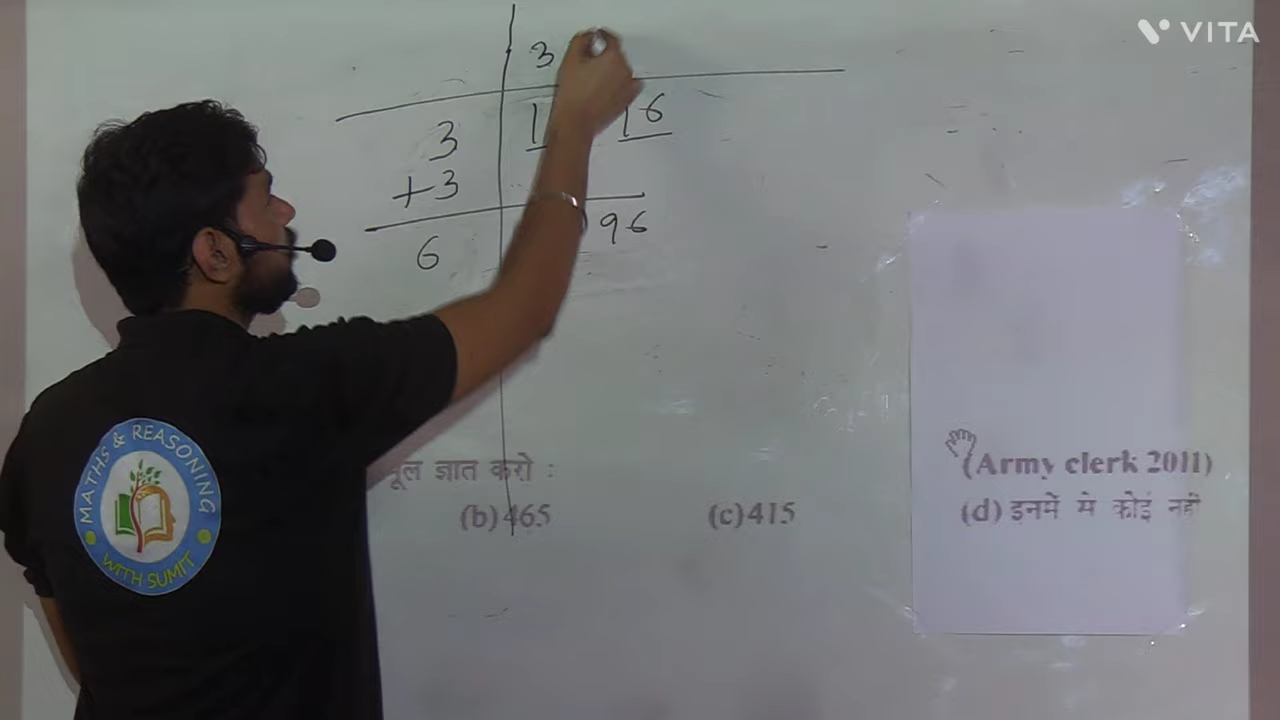 VITA
3
3 1 16
+3
6 96
MATHS & REASONING
WITH SUMIT
ज्ञात करो :
(Army clerk 2011)
(b) 465 (c) 415 (d) इनमें से कोई नहीं